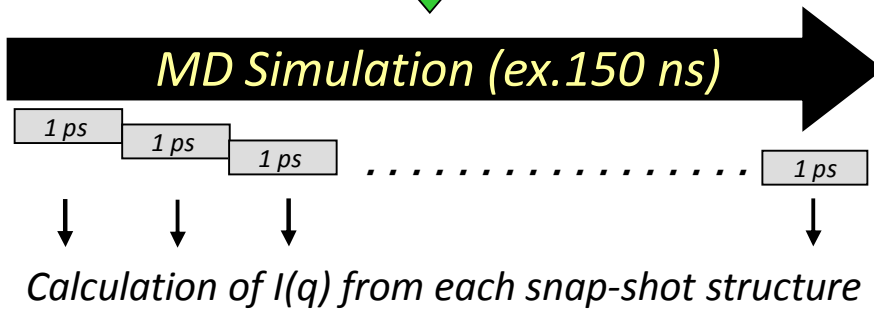 MD Simulation (ex.150 ns)
1 ps
1 ps
1 ps
. . . . . . . . . . . . . . . . .
1 ps
Calculation of I(q) from each snap-shot structure